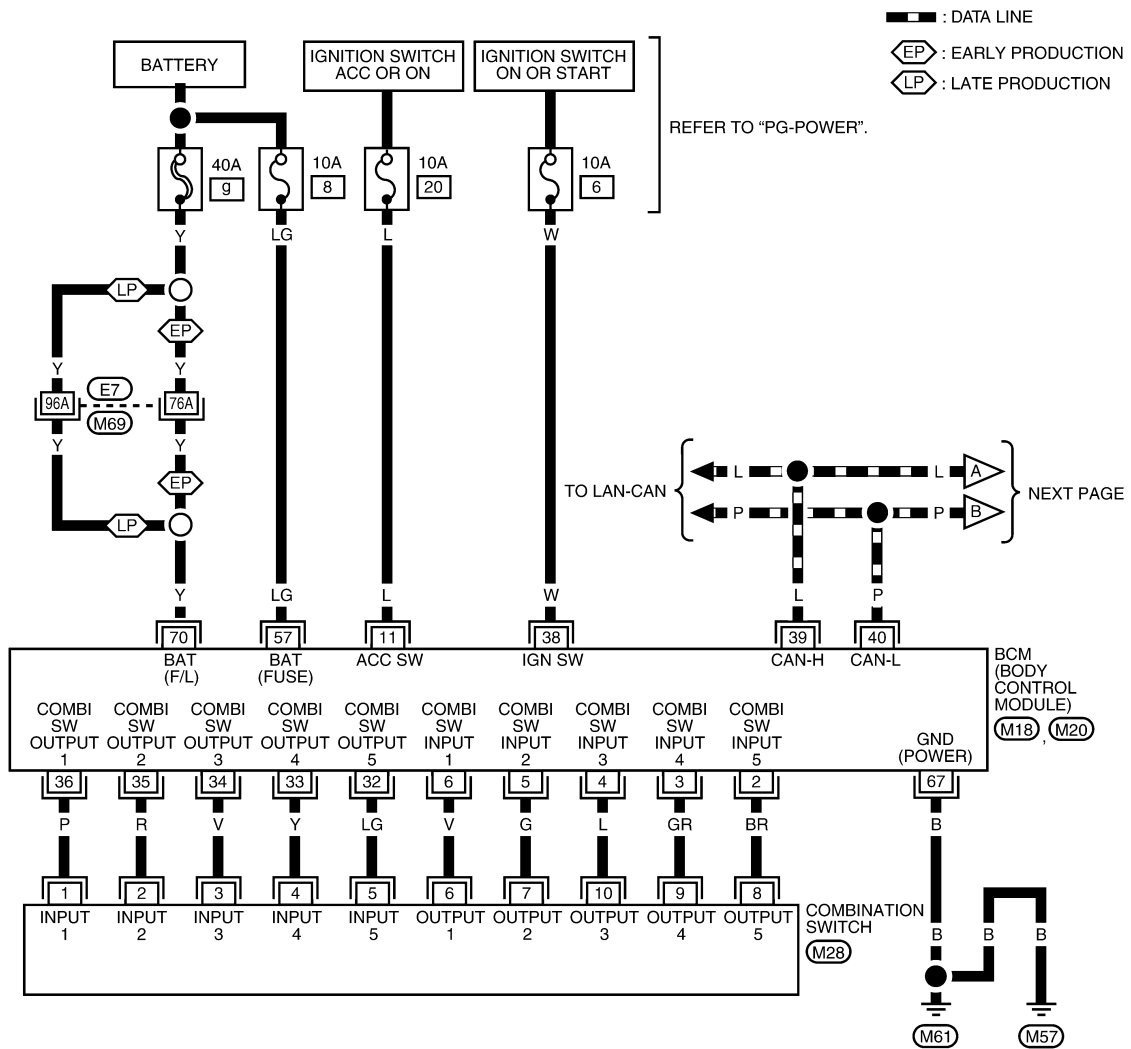 : DATA LINE
EP : EARLY PRODUCTION
LP : LATE PRODUCTION
BATTERY
IGNITION SWITCH
ACC OR ON
IGNITION SWITCH
ON OR START
REFER TO “PG-POWER”.
40A
g
10A
8
10A
20
10A
6
Y LG L W
LP
EP
Y Y
96A E7 76A
M69
Y Y
EP
LP
TO LAN-CAN
L L A
P P B
NEXT PAGE
Y LG L W L P
70 57 11 38 39 40
BAT
(F/L)
BAT
(FUSE)
ACC SW
IGN SW
CAN-H
CAN-L
BCM
(BODY
CONTROL
MODULE)
M18 , M20
COMBI
SW
OUTPUT
1
COMBI
SW
OUTPUT
2
COMBI
SW
OUTPUT
3
COMBI
SW
OUTPUT
4
COMBI
SW
OUTPUT
5
COMBI
SW
INPUT
1
COMBI
SW
INPUT
2
COMBI
SW
INPUT
3
COMBI
SW
INPUT
4
COMBI
SW
INPUT
5
GND
(POWER)
36 35 34 33 32 6 5 4 3 2 67
P R V Y LG V G L GR BR B
1 2 3 4 5 6 7 10 9 8
INPUT
1
INPUT
2
INPUT
3
INPUT
4
INPUT
5
OUTPUT
1
OUTPUT
2
OUTPUT
3
OUTPUT
4
OUTPUT
5
COMBINATION
SWITCH
M28
B B B
M61 M57